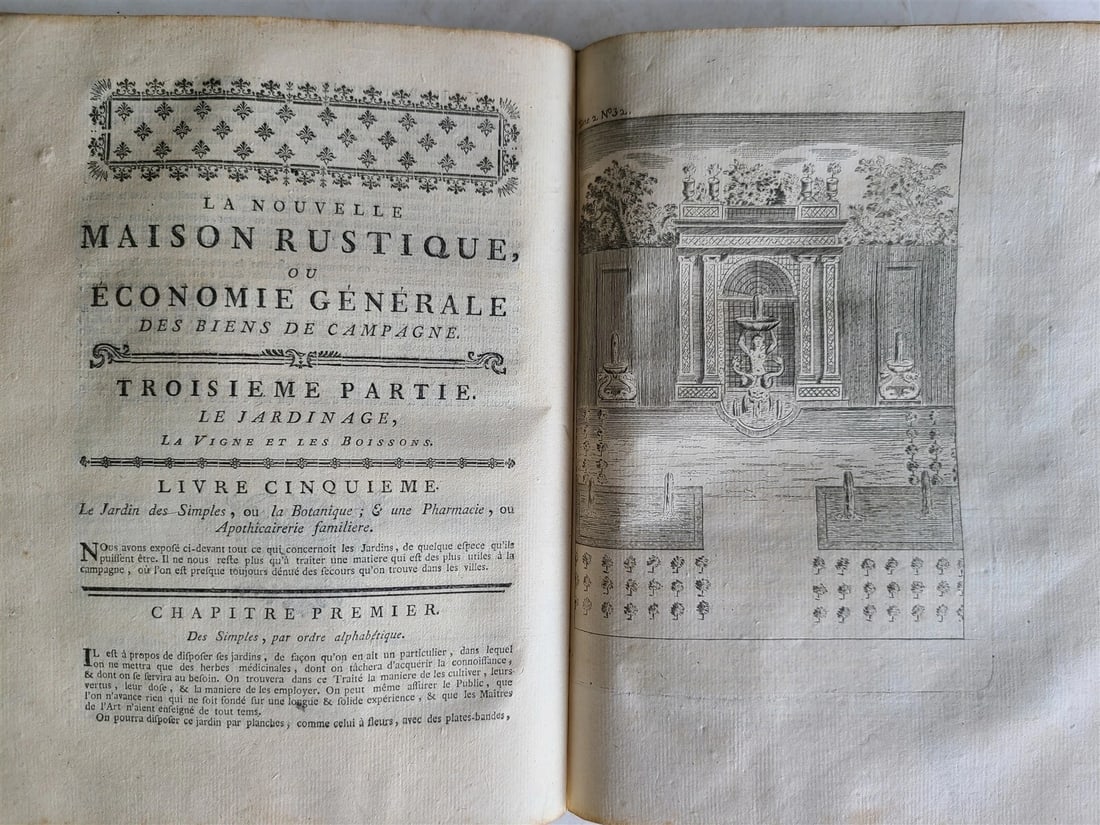 LA NOUVELLE
MAISON RUSTIQUE,
OU
ÉCONOMIE GÉNÉRALE
DES BIENS DE CAMPAGNE.
TROISIEME PARTIE.
LE JARDINAGE,
LA VIGNE ET LES BOISSONS.
LIVRE CINQUIEME.
Le Jardin des Simples, ou la Botanique ; & une Pharmacie, ou
Apothicairerie familiere.
NOus avons exposé ci-devant tout ce qui concernoit les Jardins, de quelque espece qu'ils
puissent être. Il ne nous reste plus qu'à traiter une matiere qui est des plus utiles à la
campagne, où l'on est presque toujours dénué des secours qu'on trouve dans les villes.
CHAPITRE PREMIER.
Des Simples, par ordre alphabétique.
IL est à propos de disposer ses jardins, de façon qu'on en ait un particulier, dans lequel
on ne mettra que des herbes médicinales, dont on tâchera d'acquérir la connoissance,
& dont on se servira au besoin. On trouvera dans ce Traité la maniere de les cultiver, leurs
vertus, leur dose, & la maniere de les employer. On peut même assurer le Public, que
l'on n'avance rien qui ne soit fondé sur une longue & solide expérience, & que les Maîtres
de l'Art n'aient enseigné de tout tems.
On pourra disposer ce jardin par planches, comme celui à fleurs, avec des plates-bandes,
2. N° 32.